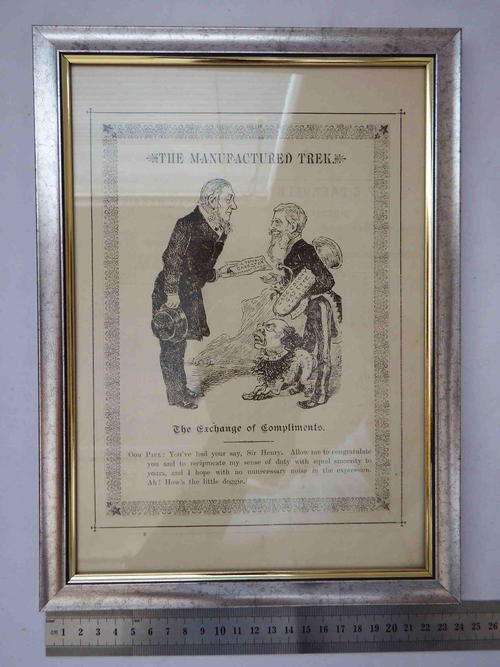 THE MANUFACTURED TREK.
The Exchange of Compliments.
OOM PIET: You've had your say, Sir Henry. Allow me to congratulate
you and to reciprocate my sense of duty with equal sincerity to
yours, and I hope with no unnecessary noise in the expression.
Ah! How's the little doggie.
CM 1 2 3 4 5 6 7 8 9 10 11 12 13 14 15 16 17 18 19 20 21 22 23 24 25 26